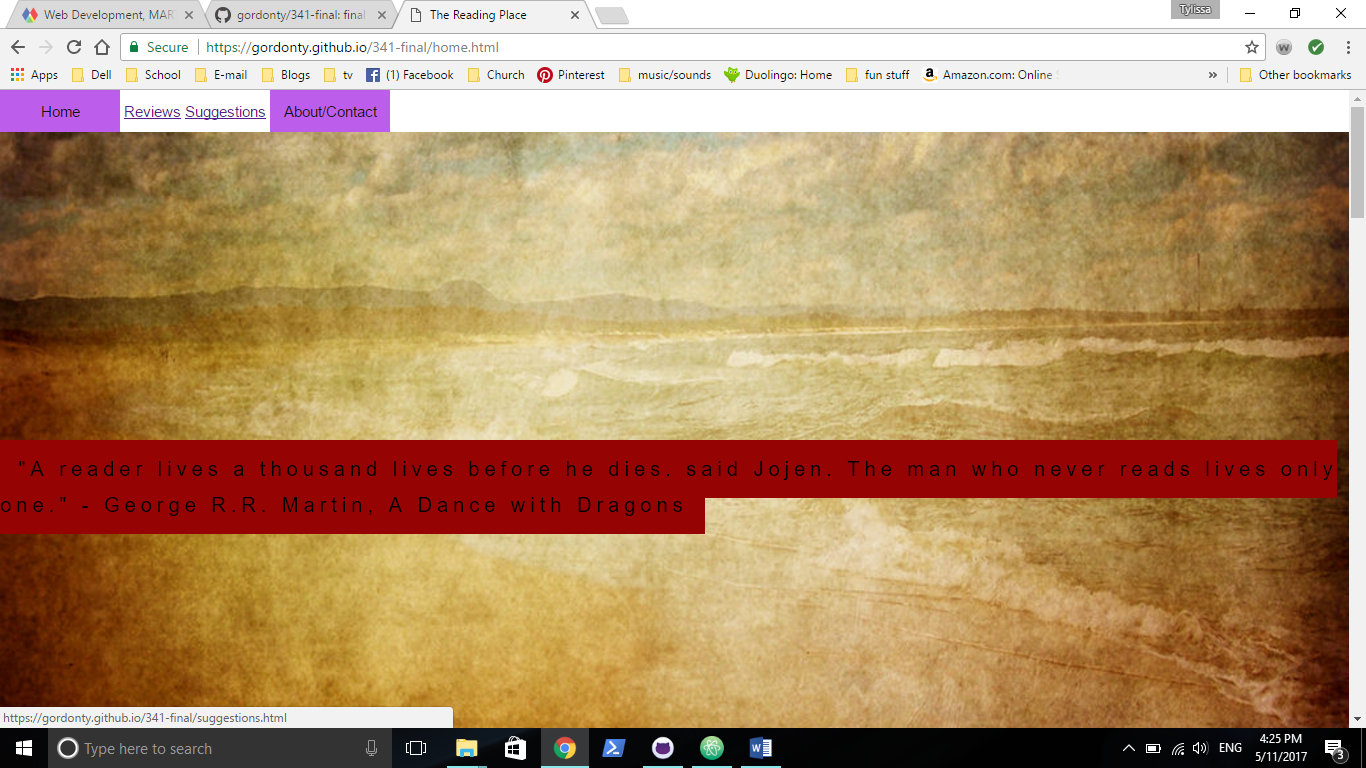 Tylissa
Web Development, MAR
gordonty/341-final: final
The Reading Place
Secure
https://gordonty.github.io/341-final/home.html
Apps
Dell
School
E-mail
Blogs
tv
(1) Facebook
Church
Pinterest
music/sounds
Duolingo: Home
fun stuff
Amazon.com: Online
»
Other bookmarks
Home
Reviews
Suggestions
About/Contact
"A reader lives a thousand lives before he dies. said Jojen. The man who never reads lives only
one." - George R.R. Martin, A Dance with Dragons
https://gordonty.github.io/341-final/suggestions.html
Type here to search
ENG
4:25 PM
5/11/2017
3